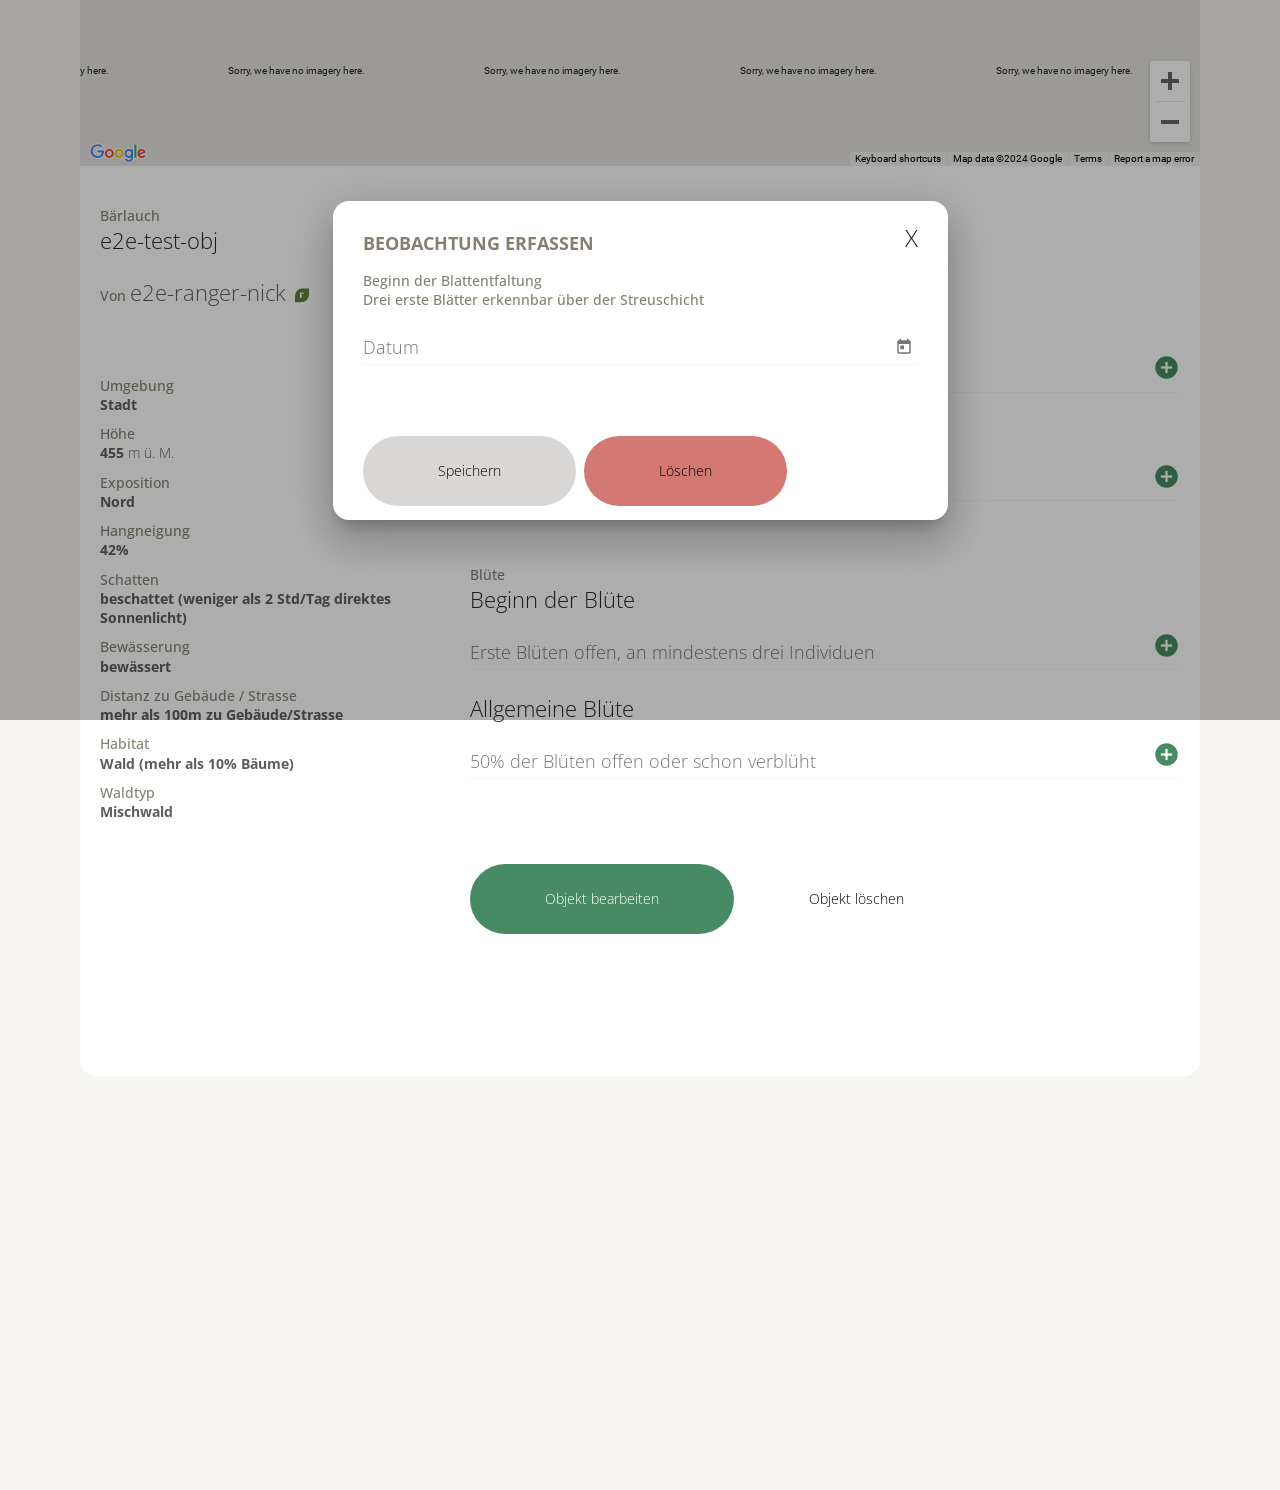 y here.
Sorry, we have no imagery here.
Sorry, we have no imagery here.
Sorry, we have no imagery here.
Sorry, we have no imagery here.
Google
Keyboard shortcuts
Map data ©2024 Google
Terms
Report a map error
Bärlauch
e2e-test-obj
Von e2e-ranger-nick
Umgebung
Stadt
Höhe
455 m ü. M.
Exposition
Nord
Hangneigung
42%
Schatten
beschattet (weniger als 2 Std/Tag direktes
Sonnenlicht)
Bewässerung
bewässert
Distanz zu Gebäude / Strasse
mehr als 100m zu Gebäude/Strasse
Habitat
Wald (mehr als 10% Bäume)
Waldtyp
Mischwald
BEOBACHTUNG ERFASSEN
X
Beginn der Blattentfaltung
Drei erste Blätter erkennbar über der Streuschicht
Datum
Speichern
Löschen
Blüte
Beginn der Blüte
Erste Blüten offen, an mindestens drei Individuen
Allgemeine Blüte
50% der Blüten offen oder schon verblüht
Objekt bearbeiten
Objekt löschen